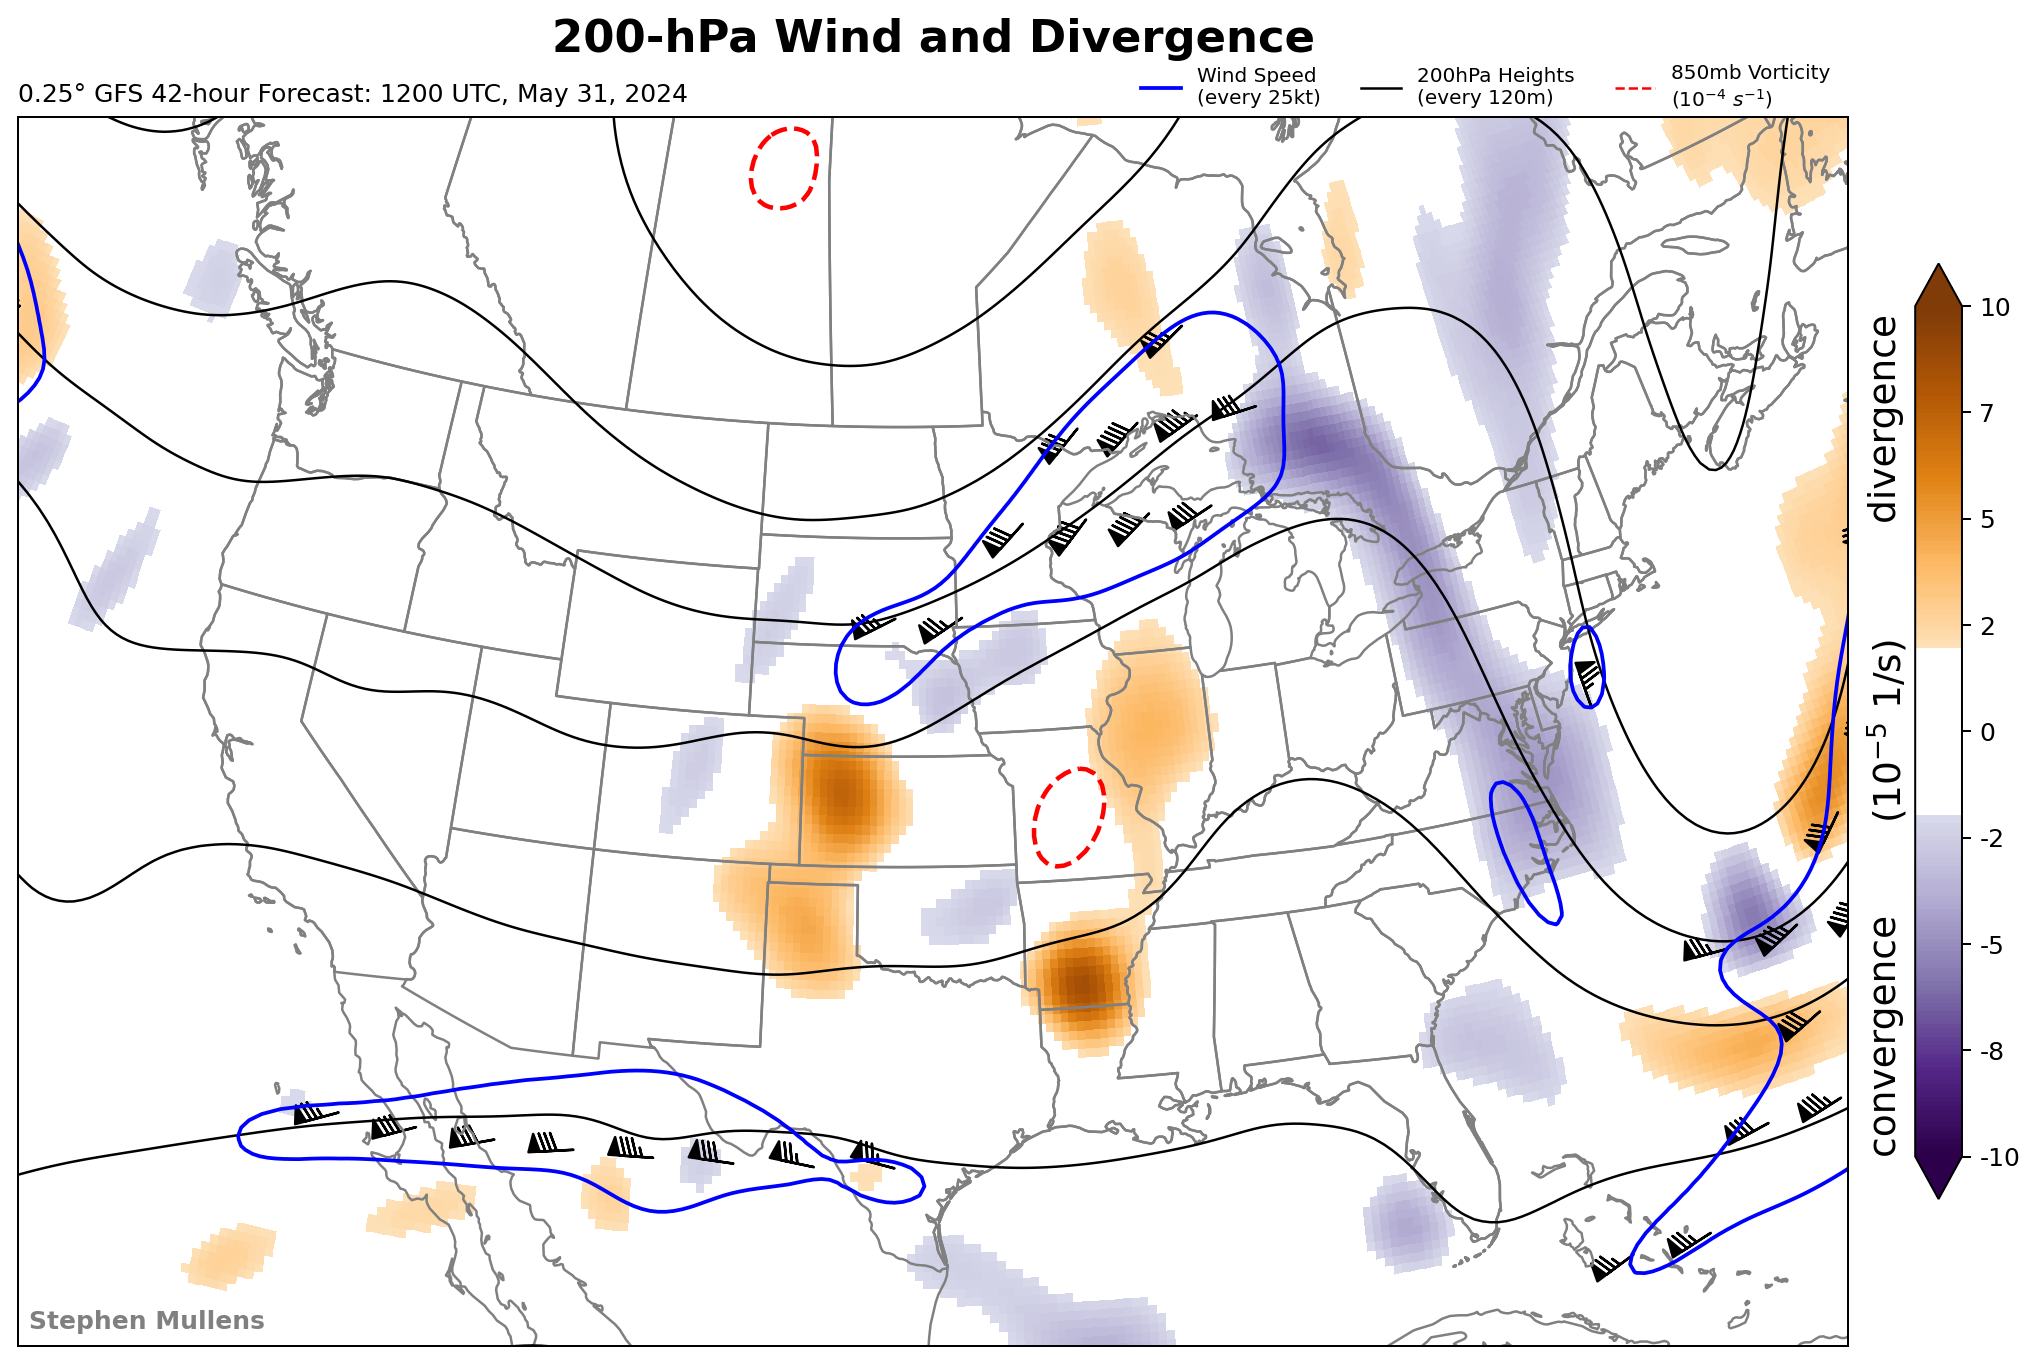 200-hPa Wind and Divergence
0.25° GFS 42-hour Forecast: 1200 UTC, May 31, 2024
Wind Speed
(every 25kt)
200hPa Heights
(every 120m)
850mb Vorticity
(10⁻⁴ s⁻¹)
10
7
5
2
0
-2
-5
-8
-10
convergence (10⁻⁵ 1/s) divergence
Stephen Mullens